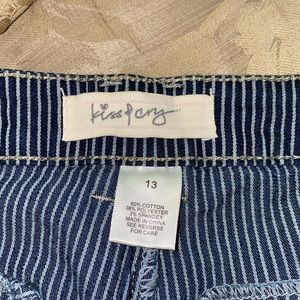 kiss&cry...
13
60% COTTON
38% POLYESTER
2% SPANDEX
MADE IN CHINA
SEE REVERSE
FOR CARE